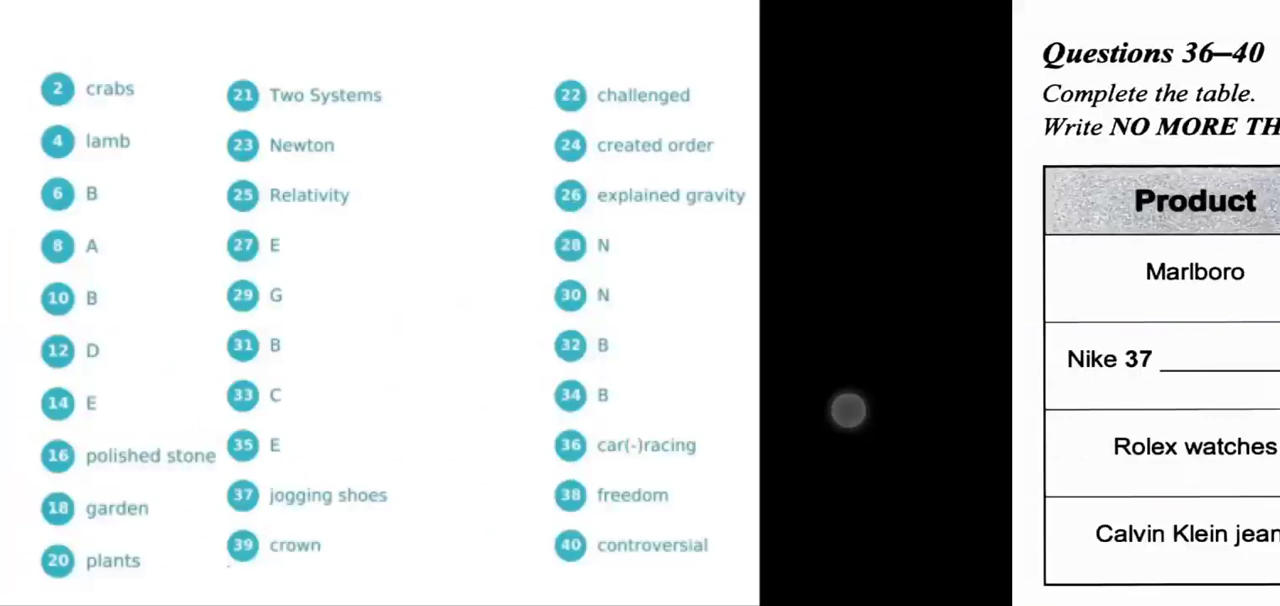 2 crabs
4 lamb
6 B
8 A
10 B
12 D
14 E
16 polished stone
18 garden
20 plants
21 Two Systems
23 Newton
25 Relativity
27 E
29 G
31 B
33 C
35 E
37 jogging shoes
39 crown
22 challenged
24 created order
26 explained gravity
28 N
30 N
32 B
34 B
36 car(-)racing
38 freedom
40 controversial
Questions 36–40
Complete the table.
Write NO MORE TH
Product
Marlboro
Nike 37
Rolex watches
Calvin Klein jean